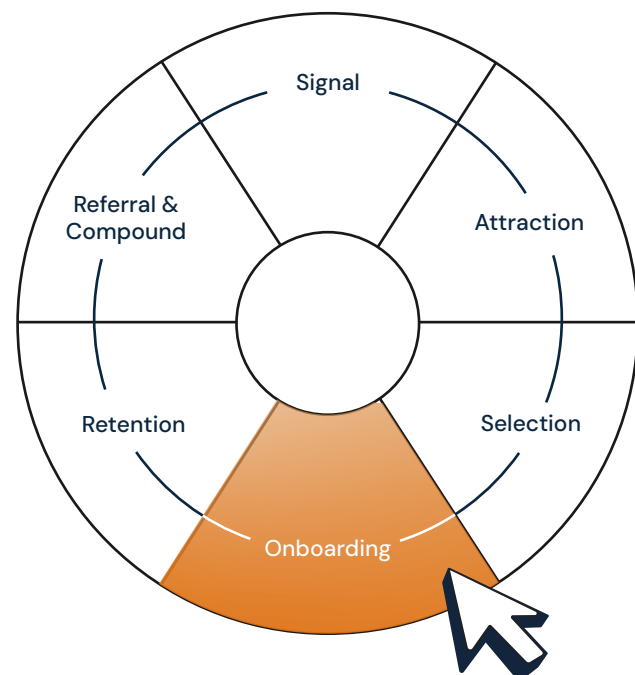 Signal
Attraction
Selection
Onboarding
Retention
Referral &
Compound